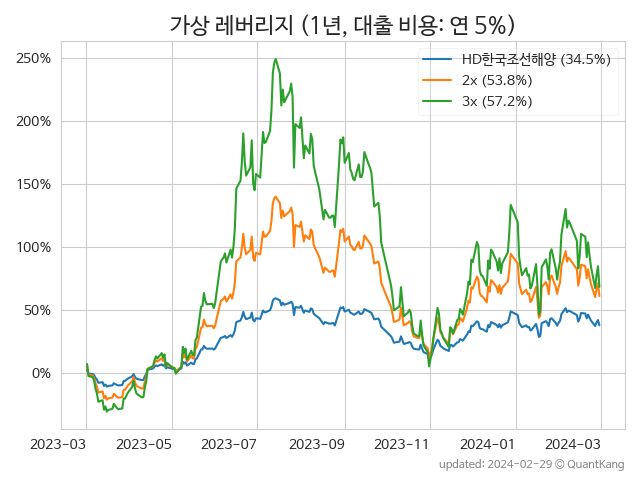 가상 레버리지 (1년, 대출 비용: 연 5%)
HD한국조선해양 (34.5%)
2x (53.8%)
3x (57.2%)
250%
200%
150%
100%
50%
0%
2023-03 2023-05 2023-07 2023-09 2023-11 2024-01 2024-03
updated: 2024-02-29 © QuantKang